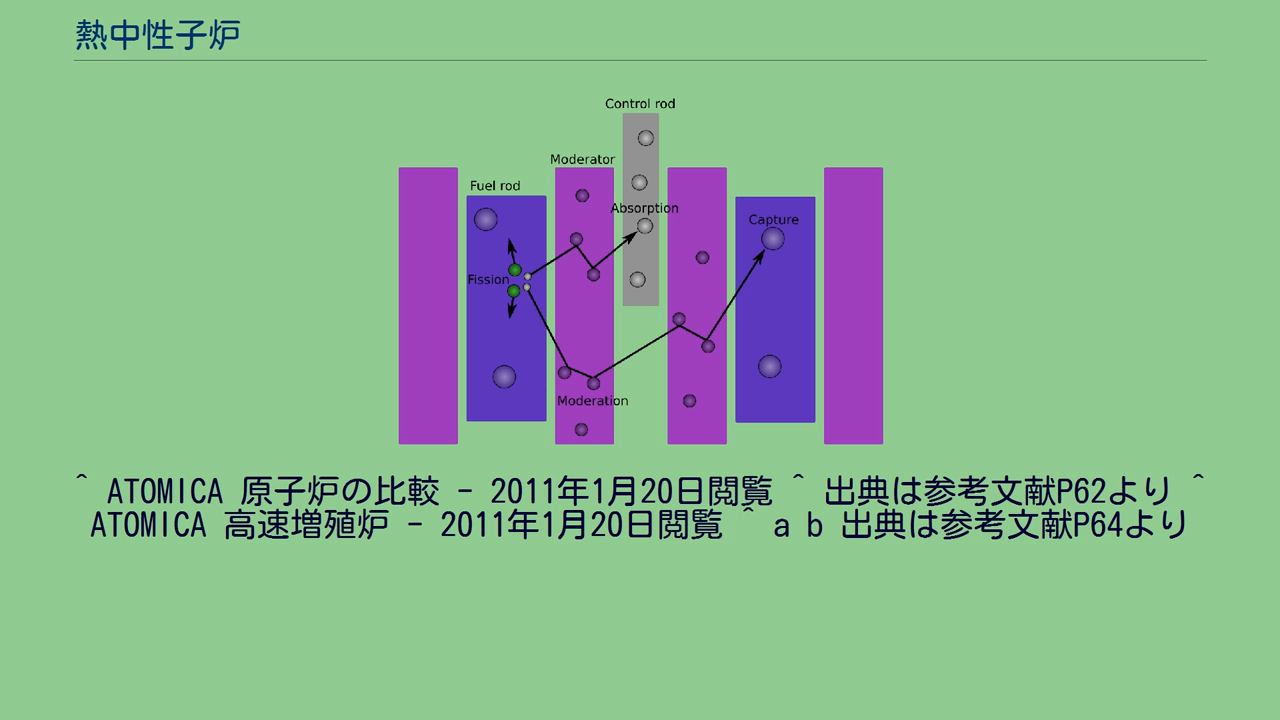 熱中性子炉
Control rod
Moderator
Fuel rod
Absorption
Capture
Fission
Moderation
^ ATOMICA 原子炉の比較 - 2011年1月20日閲覧 ^ 出典は参考文献P62より ^
ATOMICA 高速増殖炉 - 2011年1月20日閲覧 ^ a b 出典は参考文献P64より